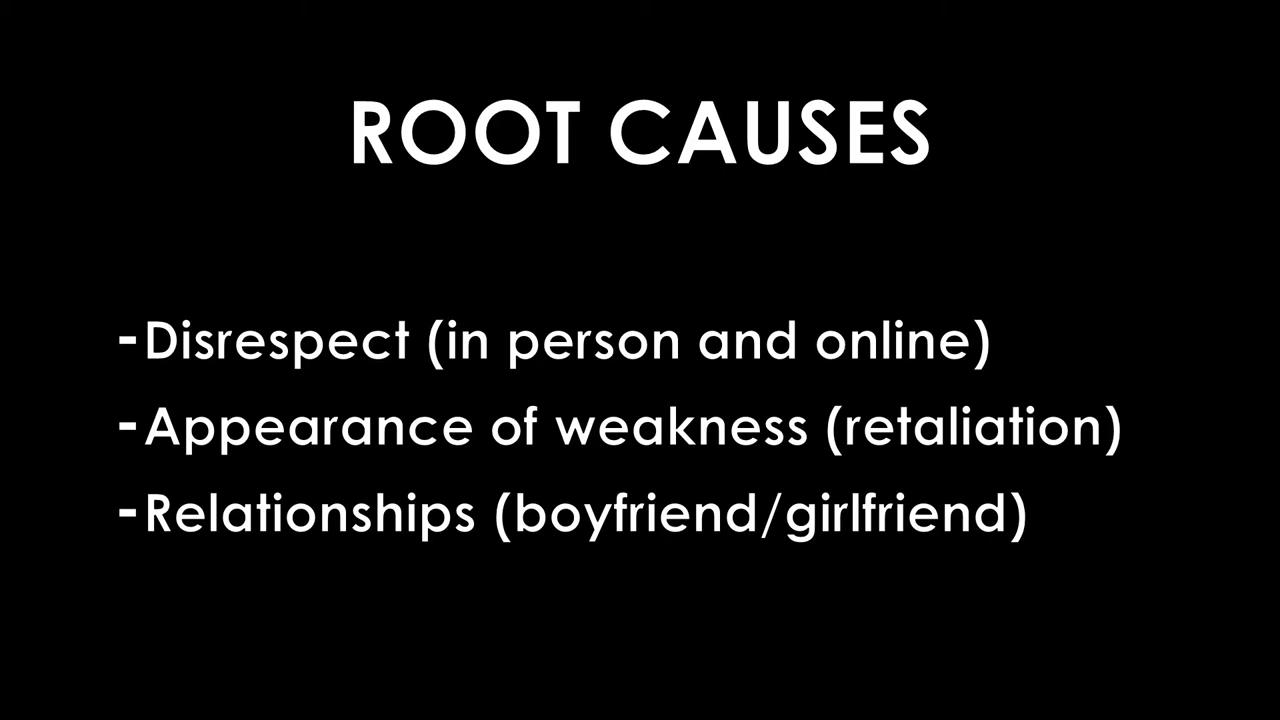 ROOT CAUSES
-Disrespect (in person and online)
-Appearance of weakness (retaliation)
-Relationships (boyfriend/girlfriend)